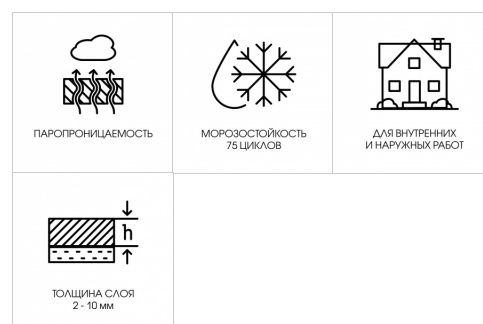 ПАРОПРОНИЦАЕМОСТЬ
МОРОЗОСТОЙКОСТЬ
75 ЦИКЛОВ
ДЛЯ ВНУТРЕННИХ
И НАРУЖНЫХ РАБОТ
h
ТОЛЩИНА СЛОЯ
2 - 10 мм